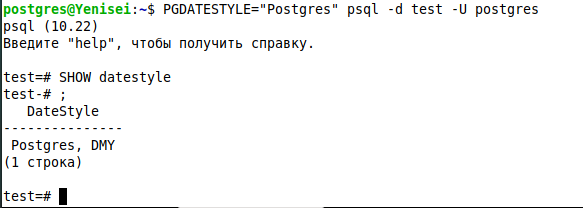 postgres@Yenisei:~$ PGDATESTYLE="Postgres" psql -d test -U postgres
psql (10.22)
Введите "help", чтобы получить справку.
test=# SHOW datestyle
test-# ;
   DateStyle
---------------
 Postgres, DMY
(1 строка)
test=#